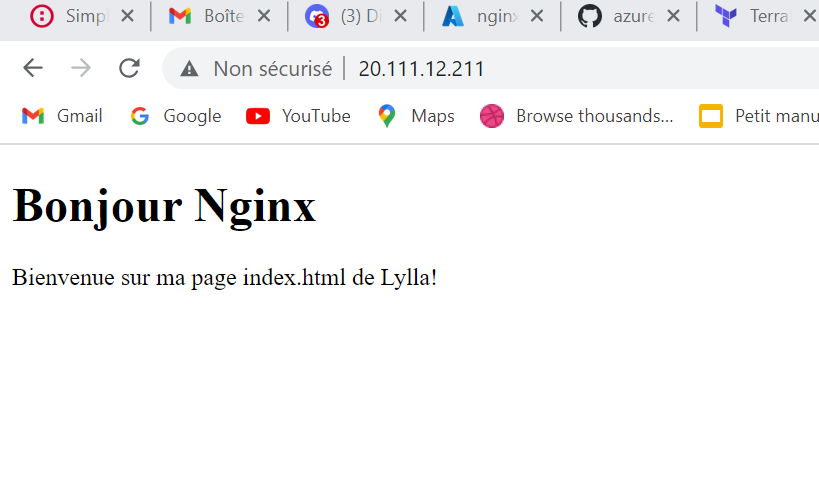 Simpl
Boîte
3
(3) Di
nginx
azure
Terra
Non sécurisé
20.111.12.211
Gmail
Google
YouTube
Maps
Browse thousands...
Petit manu
Bonjour Nginx
Bienvenue sur ma page index.html de Lylla!